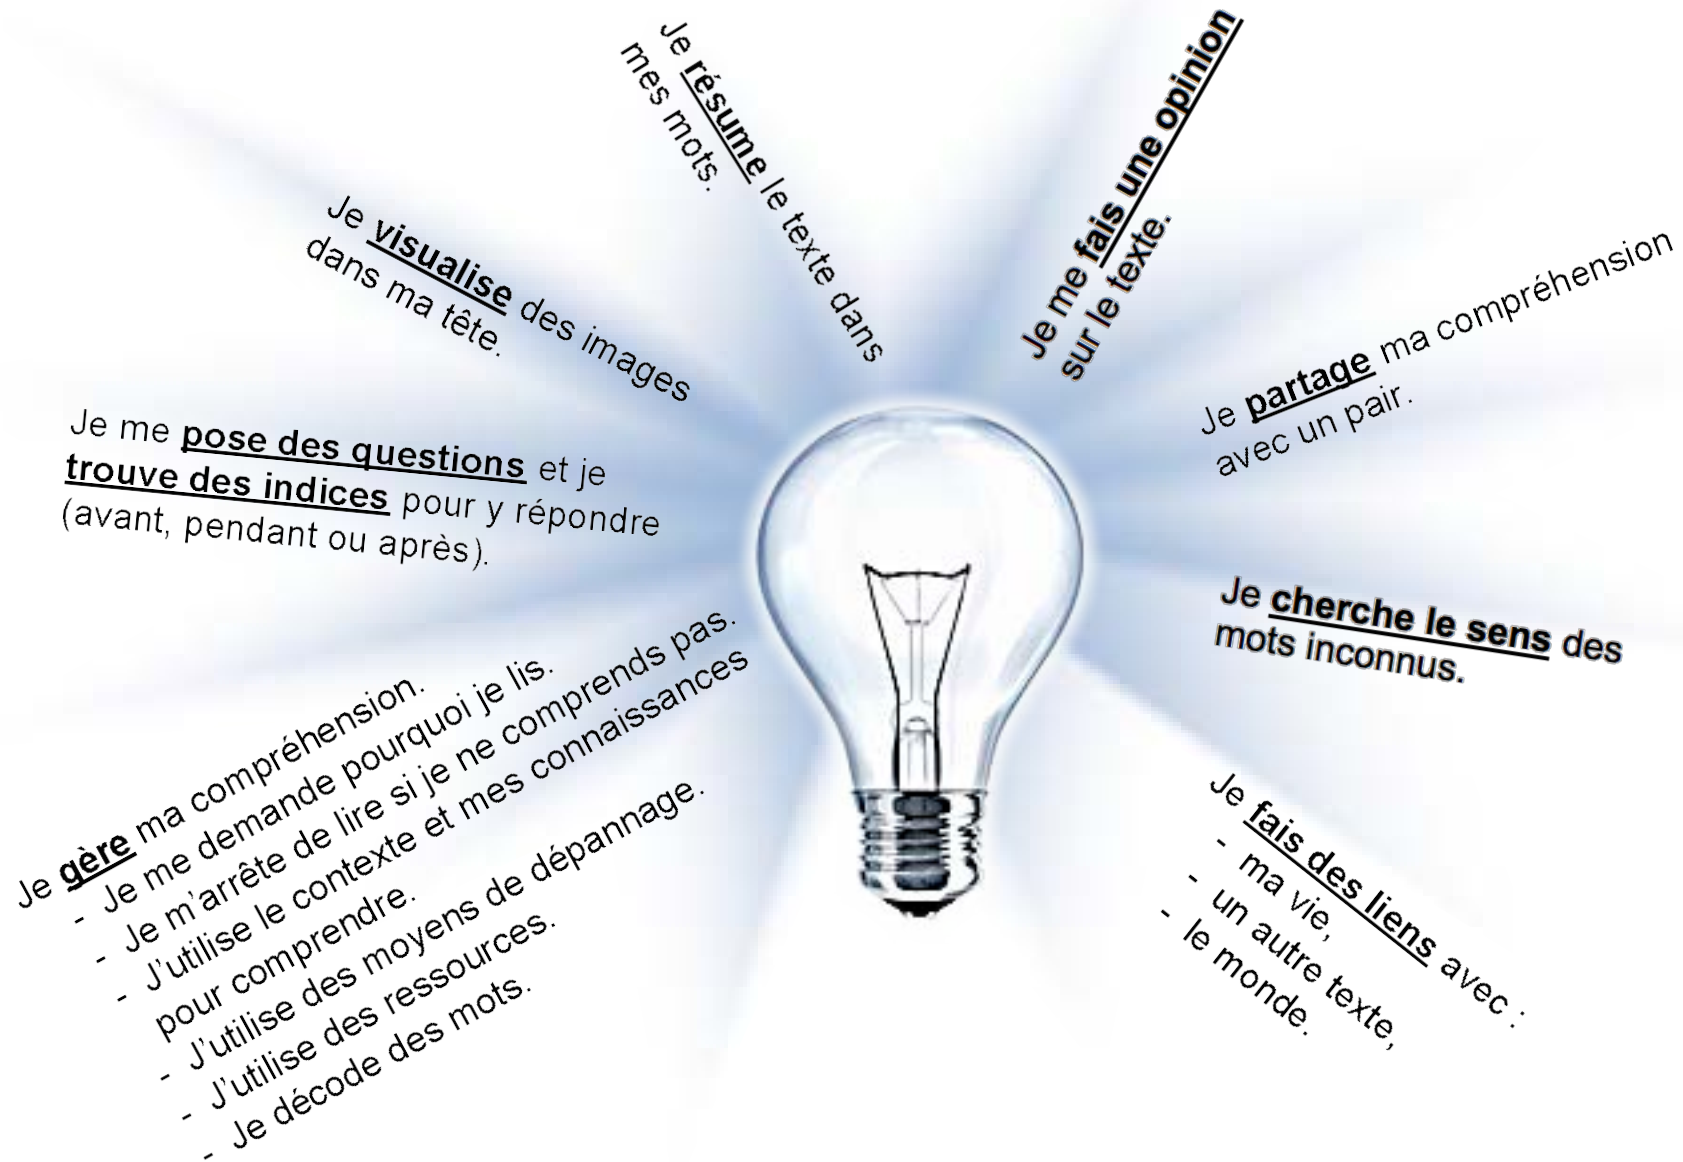 Je gère ma compréhension.
- Je me demande pourquoi je lis.
- Je m'arrête de lire si je ne comprends pas.
- J'utilise le contexte et mes connaissances
pour comprendre.
- J'utilise des moyens de dépannage.
- J'utilise des ressources.
- Je décode des mots.
Je me pose des questions et je
trouve des indices pour y répondre
(avant, pendant ou après).
Je visualise des images
dans ma tête.
Je résume le texte dans
mes mots.
Je me fais une opinion
sur le texte.
Je partage ma compréhension
avec un pair.
Je cherche le sens des
mots inconnus.
Je fais des liens avec :
- ma vie,
- un autre texte,
- le monde.